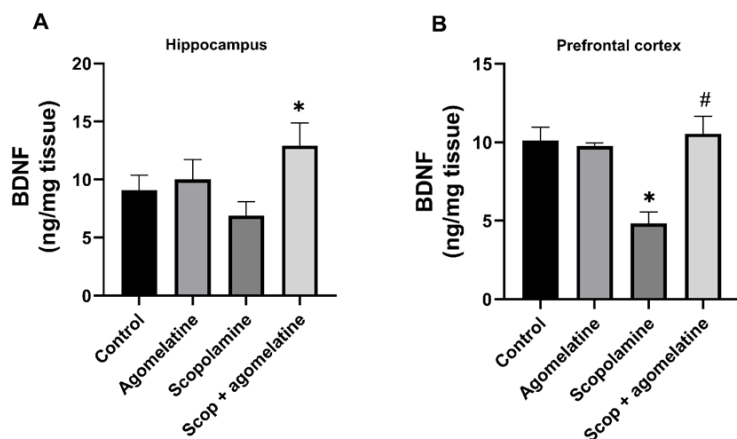 A
Hippocampus
BDNF
(ng/mg tissue)
20
15
10
5
0
*
Control
Agomelatine
Scopolamine
Scop + agomelatine
B
Prefrontal cortex
BDNF
(ng/mg tissue)
15
10
5
0
*
#
Control
Agomelatine
Scopolamine
Scop + agomelatine